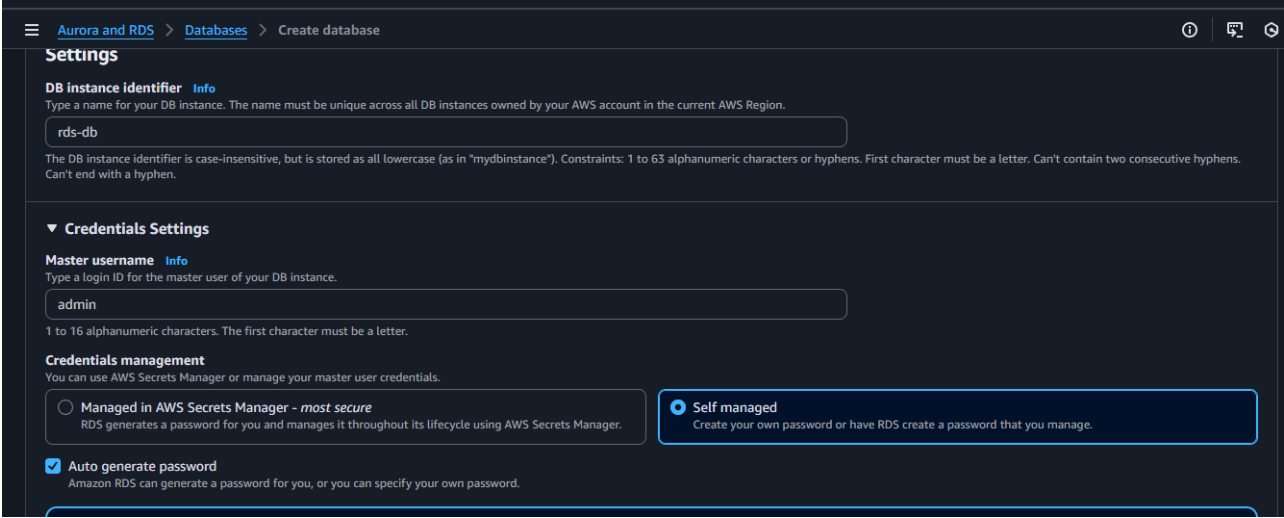 Aurora and RDS > Databases > Create database
Settings
DB instance identifier Info
Type a name for your DB instance. The name must be unique across all DB instances owned by your AWS account in the current AWS Region.
rds-db
The DB instance identifier is case-insensitive, but is stored as all lowercase (as in "mydbinstance"). Constraints: 1 to 63 alphanumeric characters or hyphens. First character must be a letter. Can't contain two consecutive hyphens.
Can't end with a hyphen.
Credentials Settings
Master username Info
Type a login ID for the master user of your DB instance.
admin
1 to 16 alphanumeric characters. The first character must be a letter.
Credentials management
You can use AWS Secrets Manager or manage your master user credentials.
Managed in AWS Secrets Manager - most secure
RDS generates a password for you and manages it throughout its lifecycle using AWS Secrets Manager.
Self managed
Create your own password or have RDS create a password that you manage.
Auto generate password
Amazon RDS can generate a password for you, or you can specify your own password.